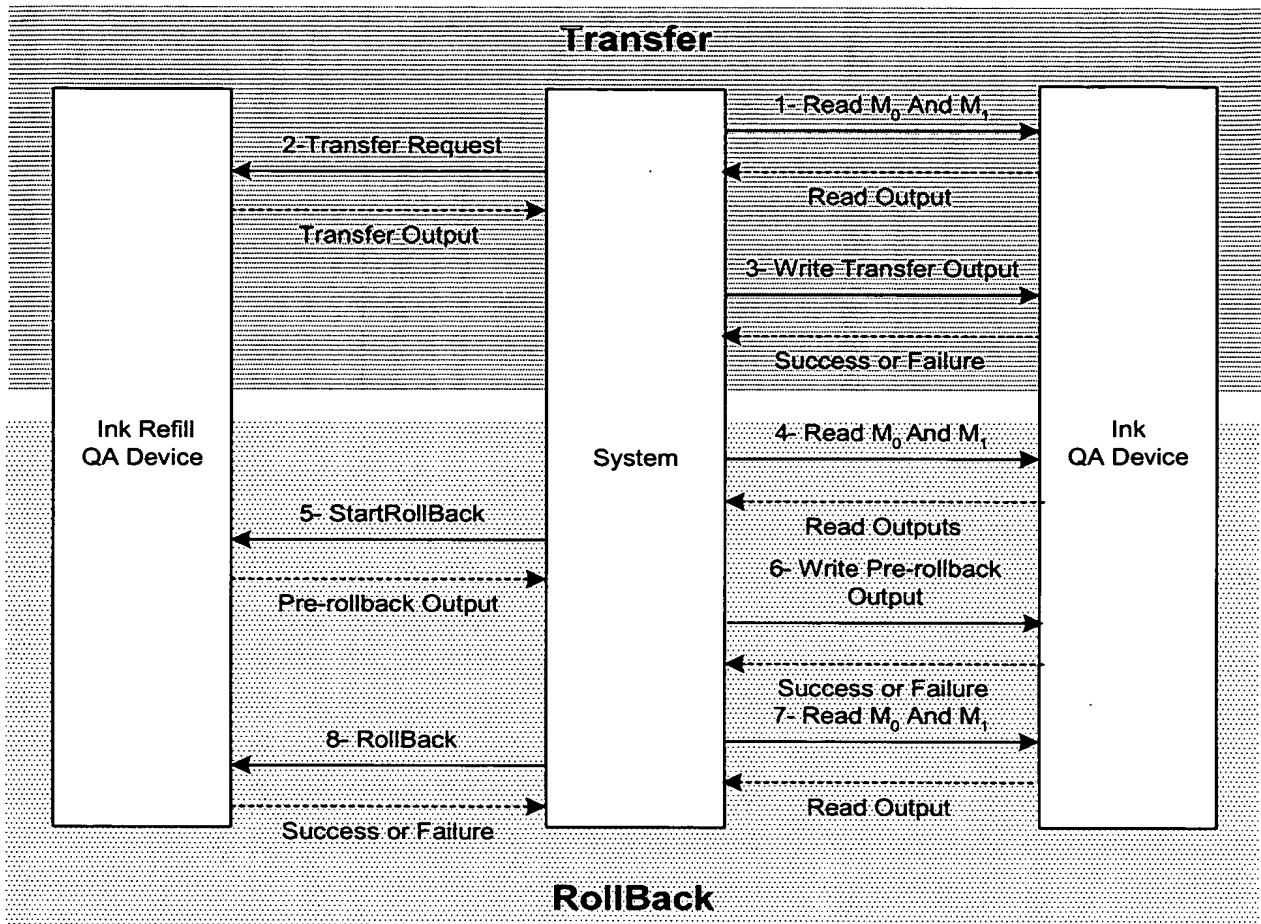 Transfer
1- Read M0 And M1
2-Transfer Request
Read Output
Transfer Output
3- Write Transfer Output
Success or Failure
Ink Refill
QA Device
System
Ink
QA Device
4- Read M0 And M1
Read Outputs
5- StartRollBack
Pre-rollback Output
6- Write Pre-rollback
Output
Success or Failure
7- Read M0 And M1
8- RollBack
Read Output
Success or Failure
RollBack